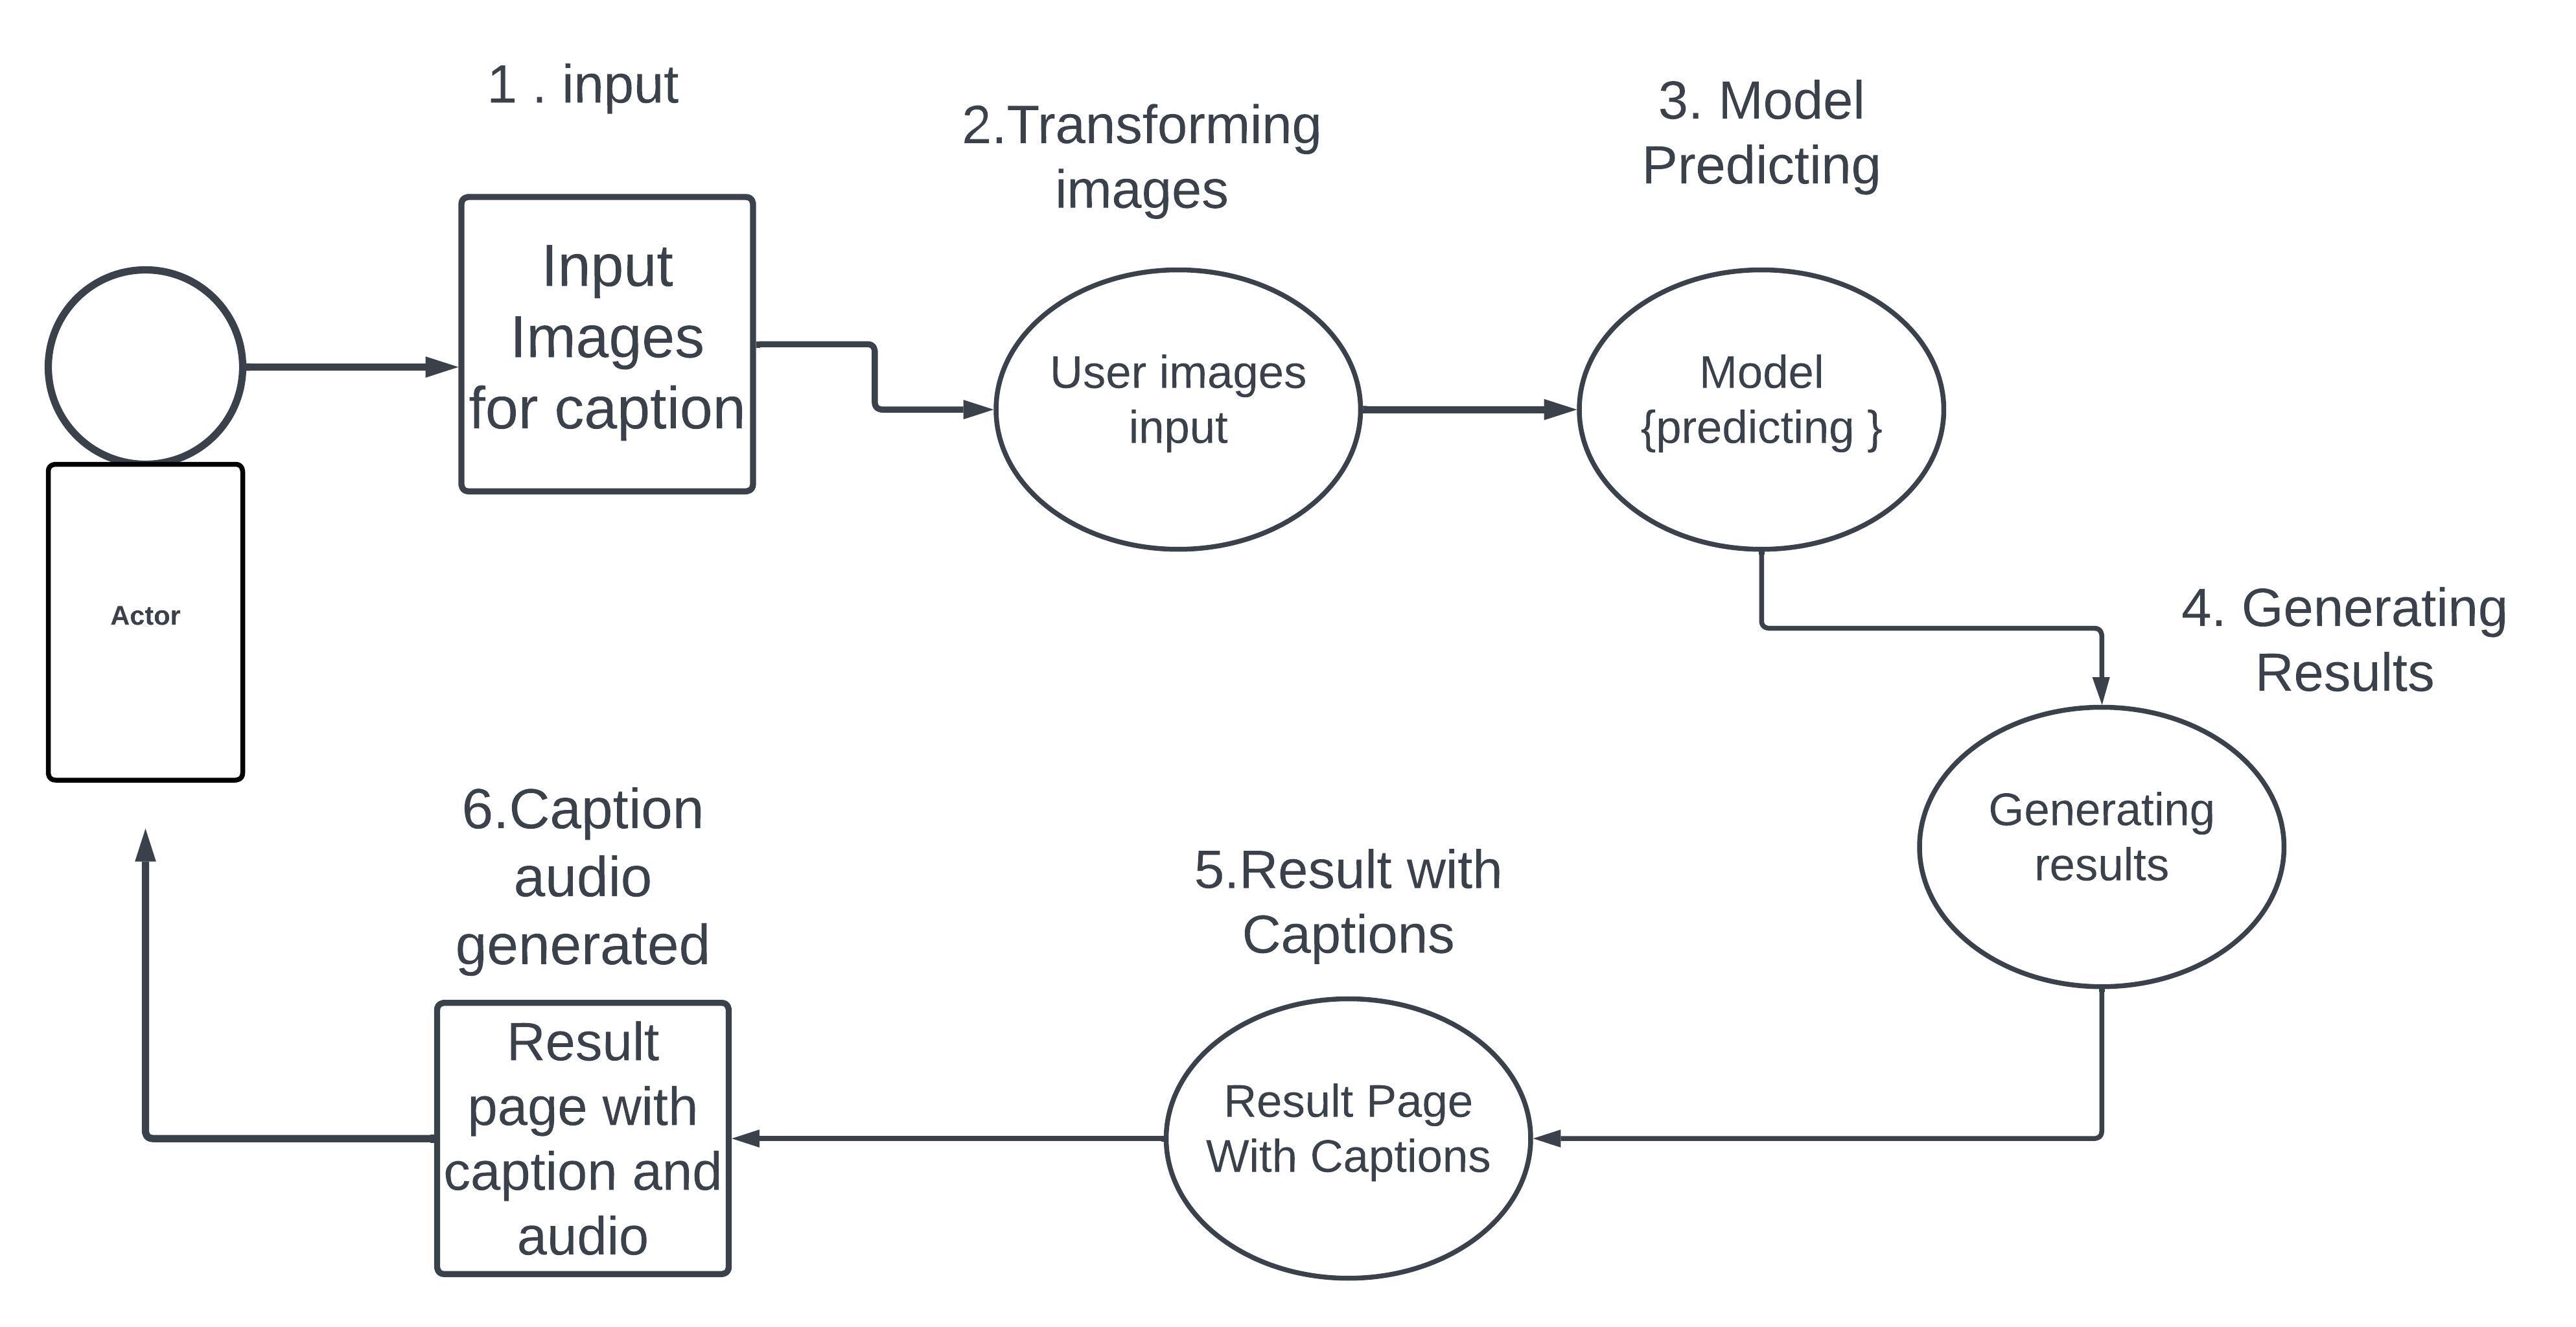 1 . input
2.Transforming
images
3. Model
Predicting
Input
Images
for caption
User images
input
Model
{predicting }
Actor
4. Generating
Results
Generating
results
5.Result with
Captions
Result Page
With Captions
6.Caption
audio
generated
Result
page with
caption and
audio